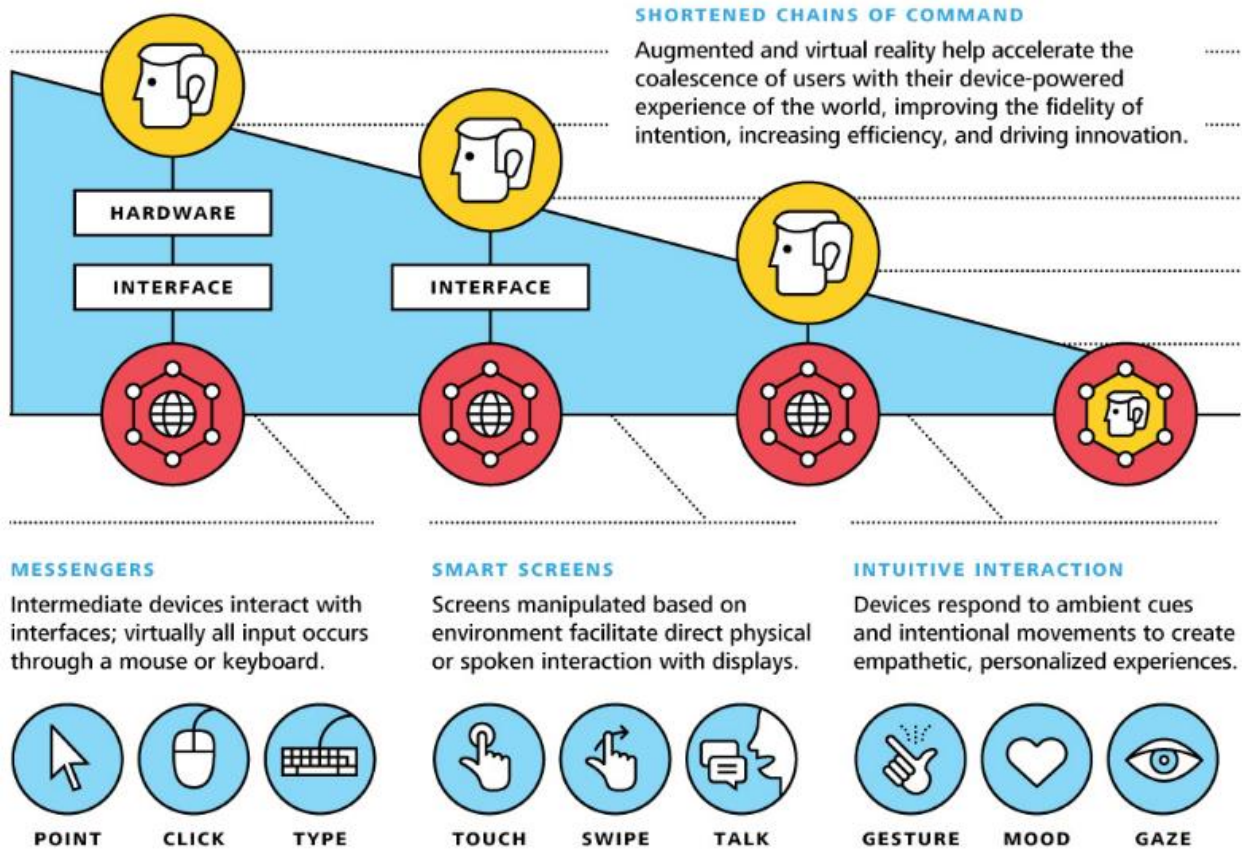 SHORTENED CHAINS OF COMMAND
Augmented and virtual reality help accelerate the
coalescence of users with their device-powered
experience of the world, improving the fidelity of
intention, increasing efficiency, and driving innovation.
HARDWARE
INTERFACE
INTERFACE
MESSENGERS
Intermediate devices interact with
interfaces; virtually all input occurs
through a mouse or keyboard.
POINT
CLICK
TYPE
SMART SCREENS
Screens manipulated based on
environment facilitate direct physical
or spoken interaction with displays.
TOUCH
SWIPE
TALK
INTUITIVE INTERACTION
Devices respond to ambient cues
and intentional movements to create
empathetic, personalized experiences.
GESTURE
MOOD
GAZE